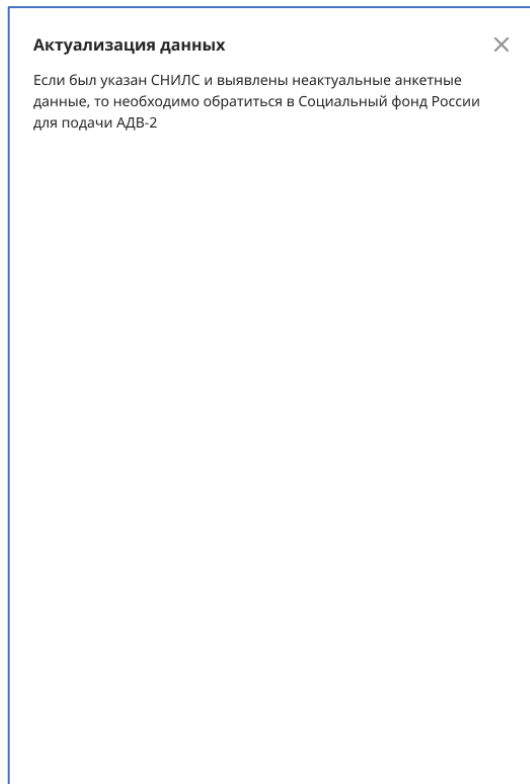 Актуализация данных
Если был указан СНИЛС и выявлены неактуальные анкетные
данные, то необходимо обратиться в Социальный фонд России
для подачи АДВ-2